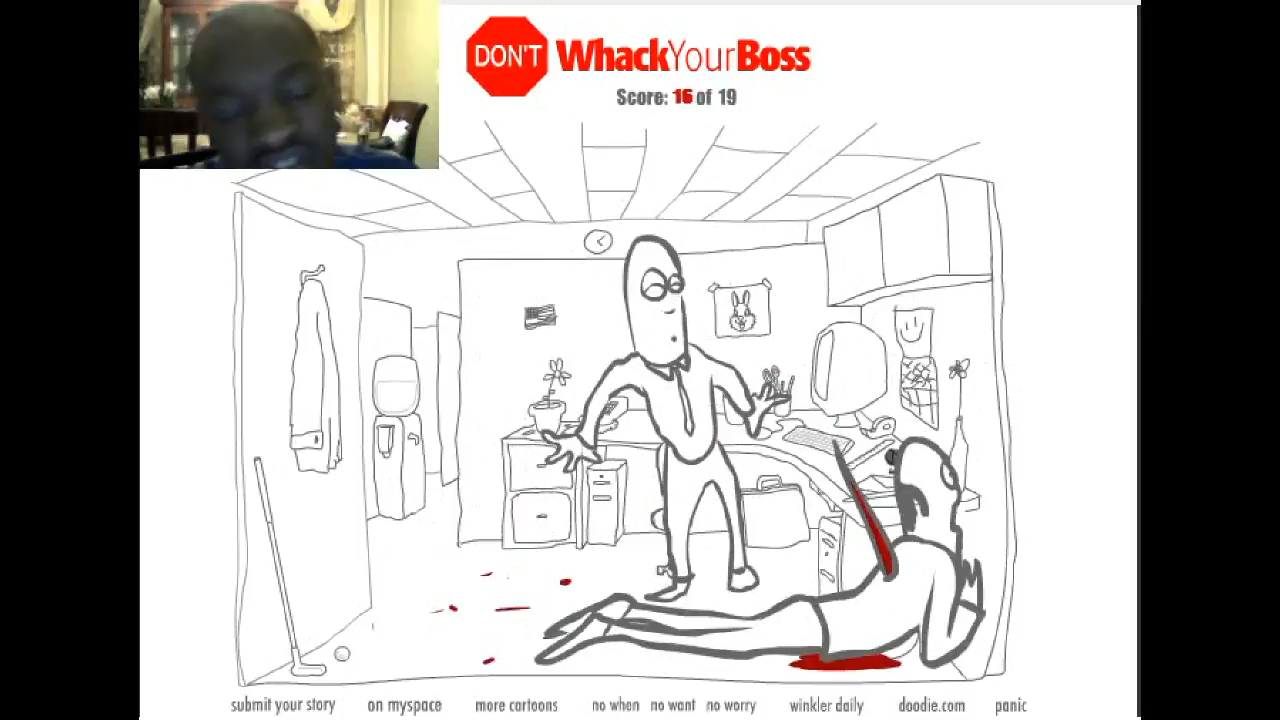 DON'T WhackYourBoss
Score: 16 of 19
submit your story on myspace more cartoons no when no want no worry winkler daily doodie.com panic